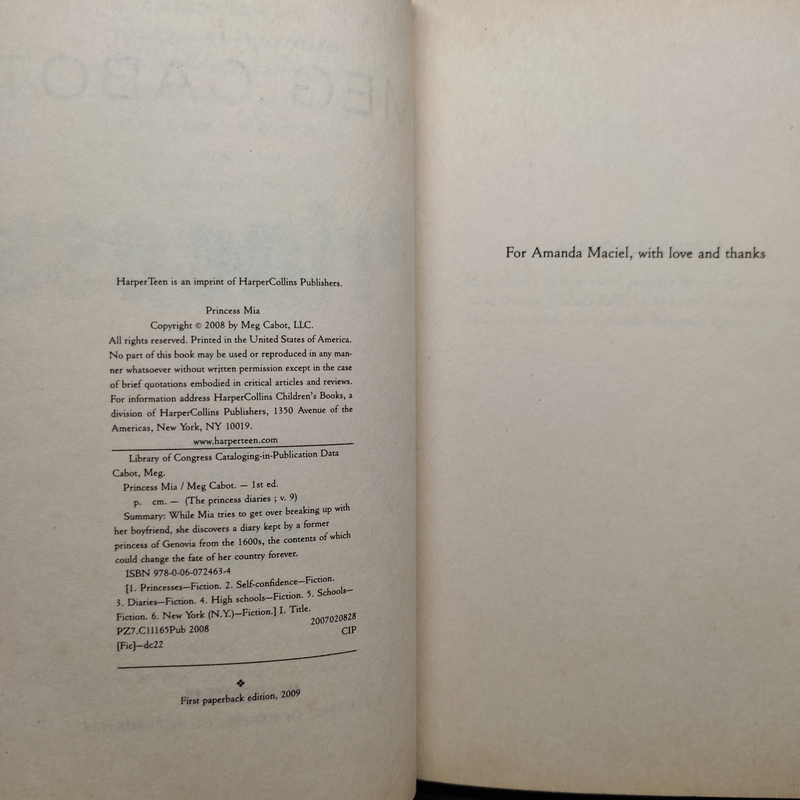 HarperTeen is an imprint of HarperCollins Publishers.
Princess Mia
Copyright © 2008 by Meg Cabot, LLC.
All rights reserved. Printed in the United States of America.
No part of this book may be used or reproduced in any man-
ner whatsoever without written permission except in the case
of brief quotations embodied in critical articles and reviews.
For information address HarperCollins Children's Books, a
division of HarperCollins Publishers, 1350 Avenue of the
Americas, New York, NY 10019.
www.harperteen.com
Library of Congress Cataloging-in-Publication Data
Cabot, Meg.
Princess Mia / Meg Cabot. — 1st ed.
p. cm. — (The princess diaries ; v. 9)
Summary: While Mia tries to get over breaking up with
her boyfriend, she discovers a diary kept by a former
princess of Genovia from the 1600s, the contents of which
could change the fate of her country forever.
ISBN 978-0-06-072463-4
[1. Princesses—Fiction. 2. Self-confidence—Fiction.
3. Diaries—Fiction. 4. High schools—Fiction. 5. Schools—
Fiction. 6. New York (N.Y.)—Fiction.] I. Title.
PZ7.C11165Pub 2008 2007020828
[Fic]—dc22 CIP
❖
First paperback edition, 2009
For Amanda Maciel, with love and thanks